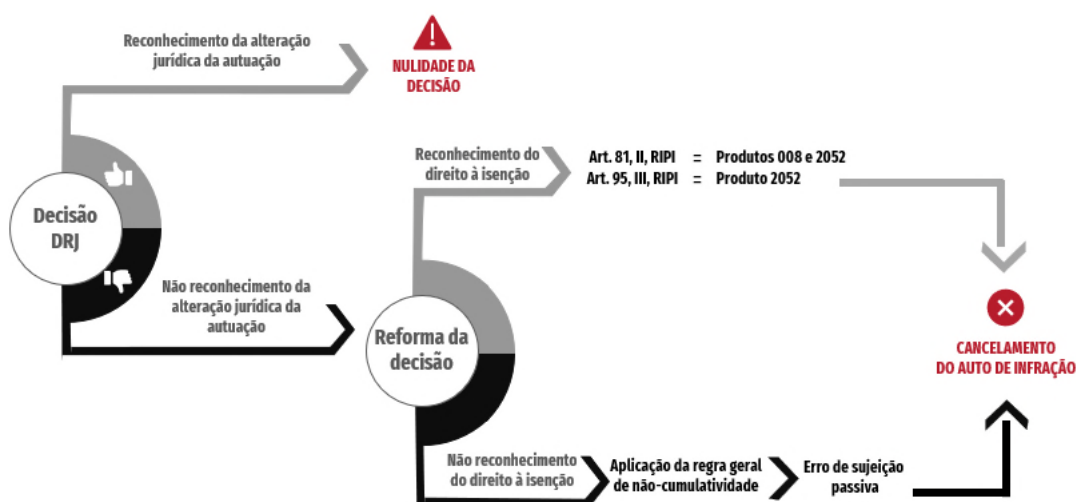 Reconhecimento da alteração
jurídica da autuação
NULIDADE DA
DECISÃO
Decisão
DRJ
Não reconhecimento da
alteração jurídica da
autuação
Reforma da
decisão
Reconhecimento do
direito à isenção
Art. 81, II, RIPI = Produtos 008 e 2052
Art. 95, III, RIPI = Produto 2052
CANCELAMENTO
DO AUTO DE INFRAÇÃO
Não reconhecimento
do direito à isenção
Aplicação da regra geral
de não-cumulatividade
Erro de sujeição
passiva